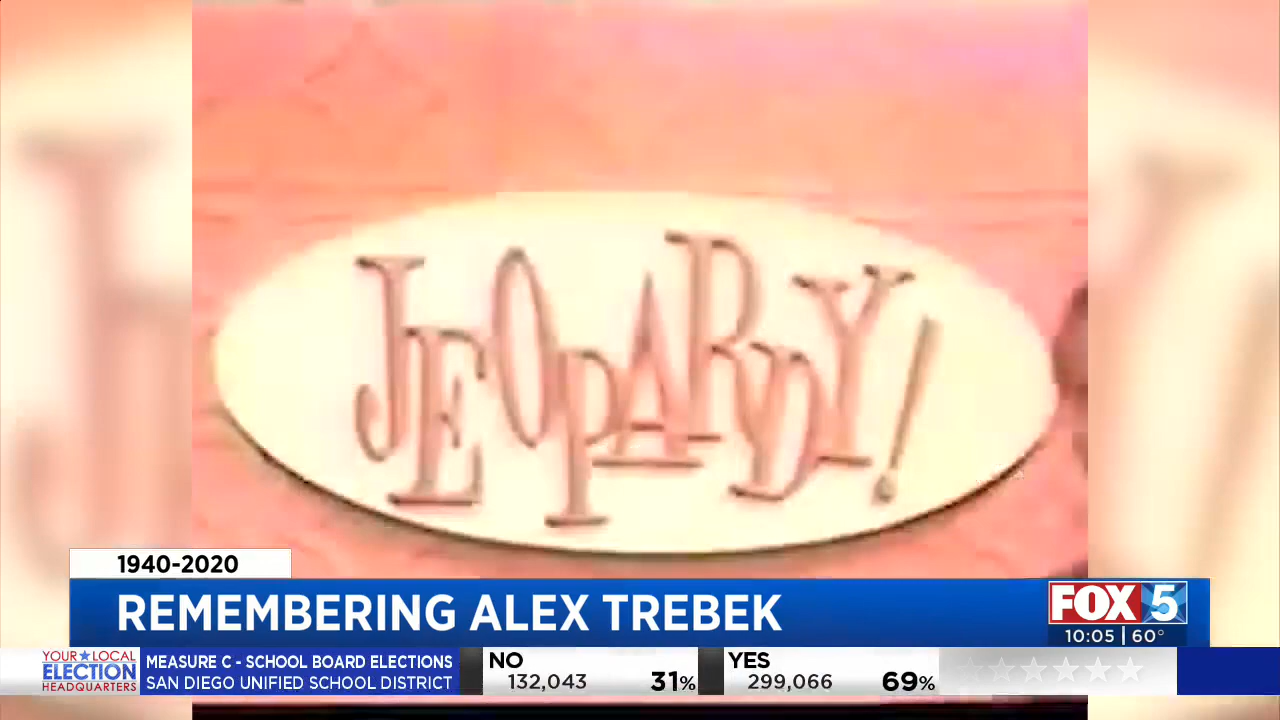 JEOPARDY!
1940-2020
REMEMBERING ALEX TREBEK
FOX 5
10:05 | 60°
YOUR★LOCAL
ELECTION
HEADQUARTERS
MEASURE C - SCHOOL BOARD ELECTIONS
SAN DIEGO UNIFIED SCHOOL DISTRICT
NO
132,043 31%
YES
299,066 69%